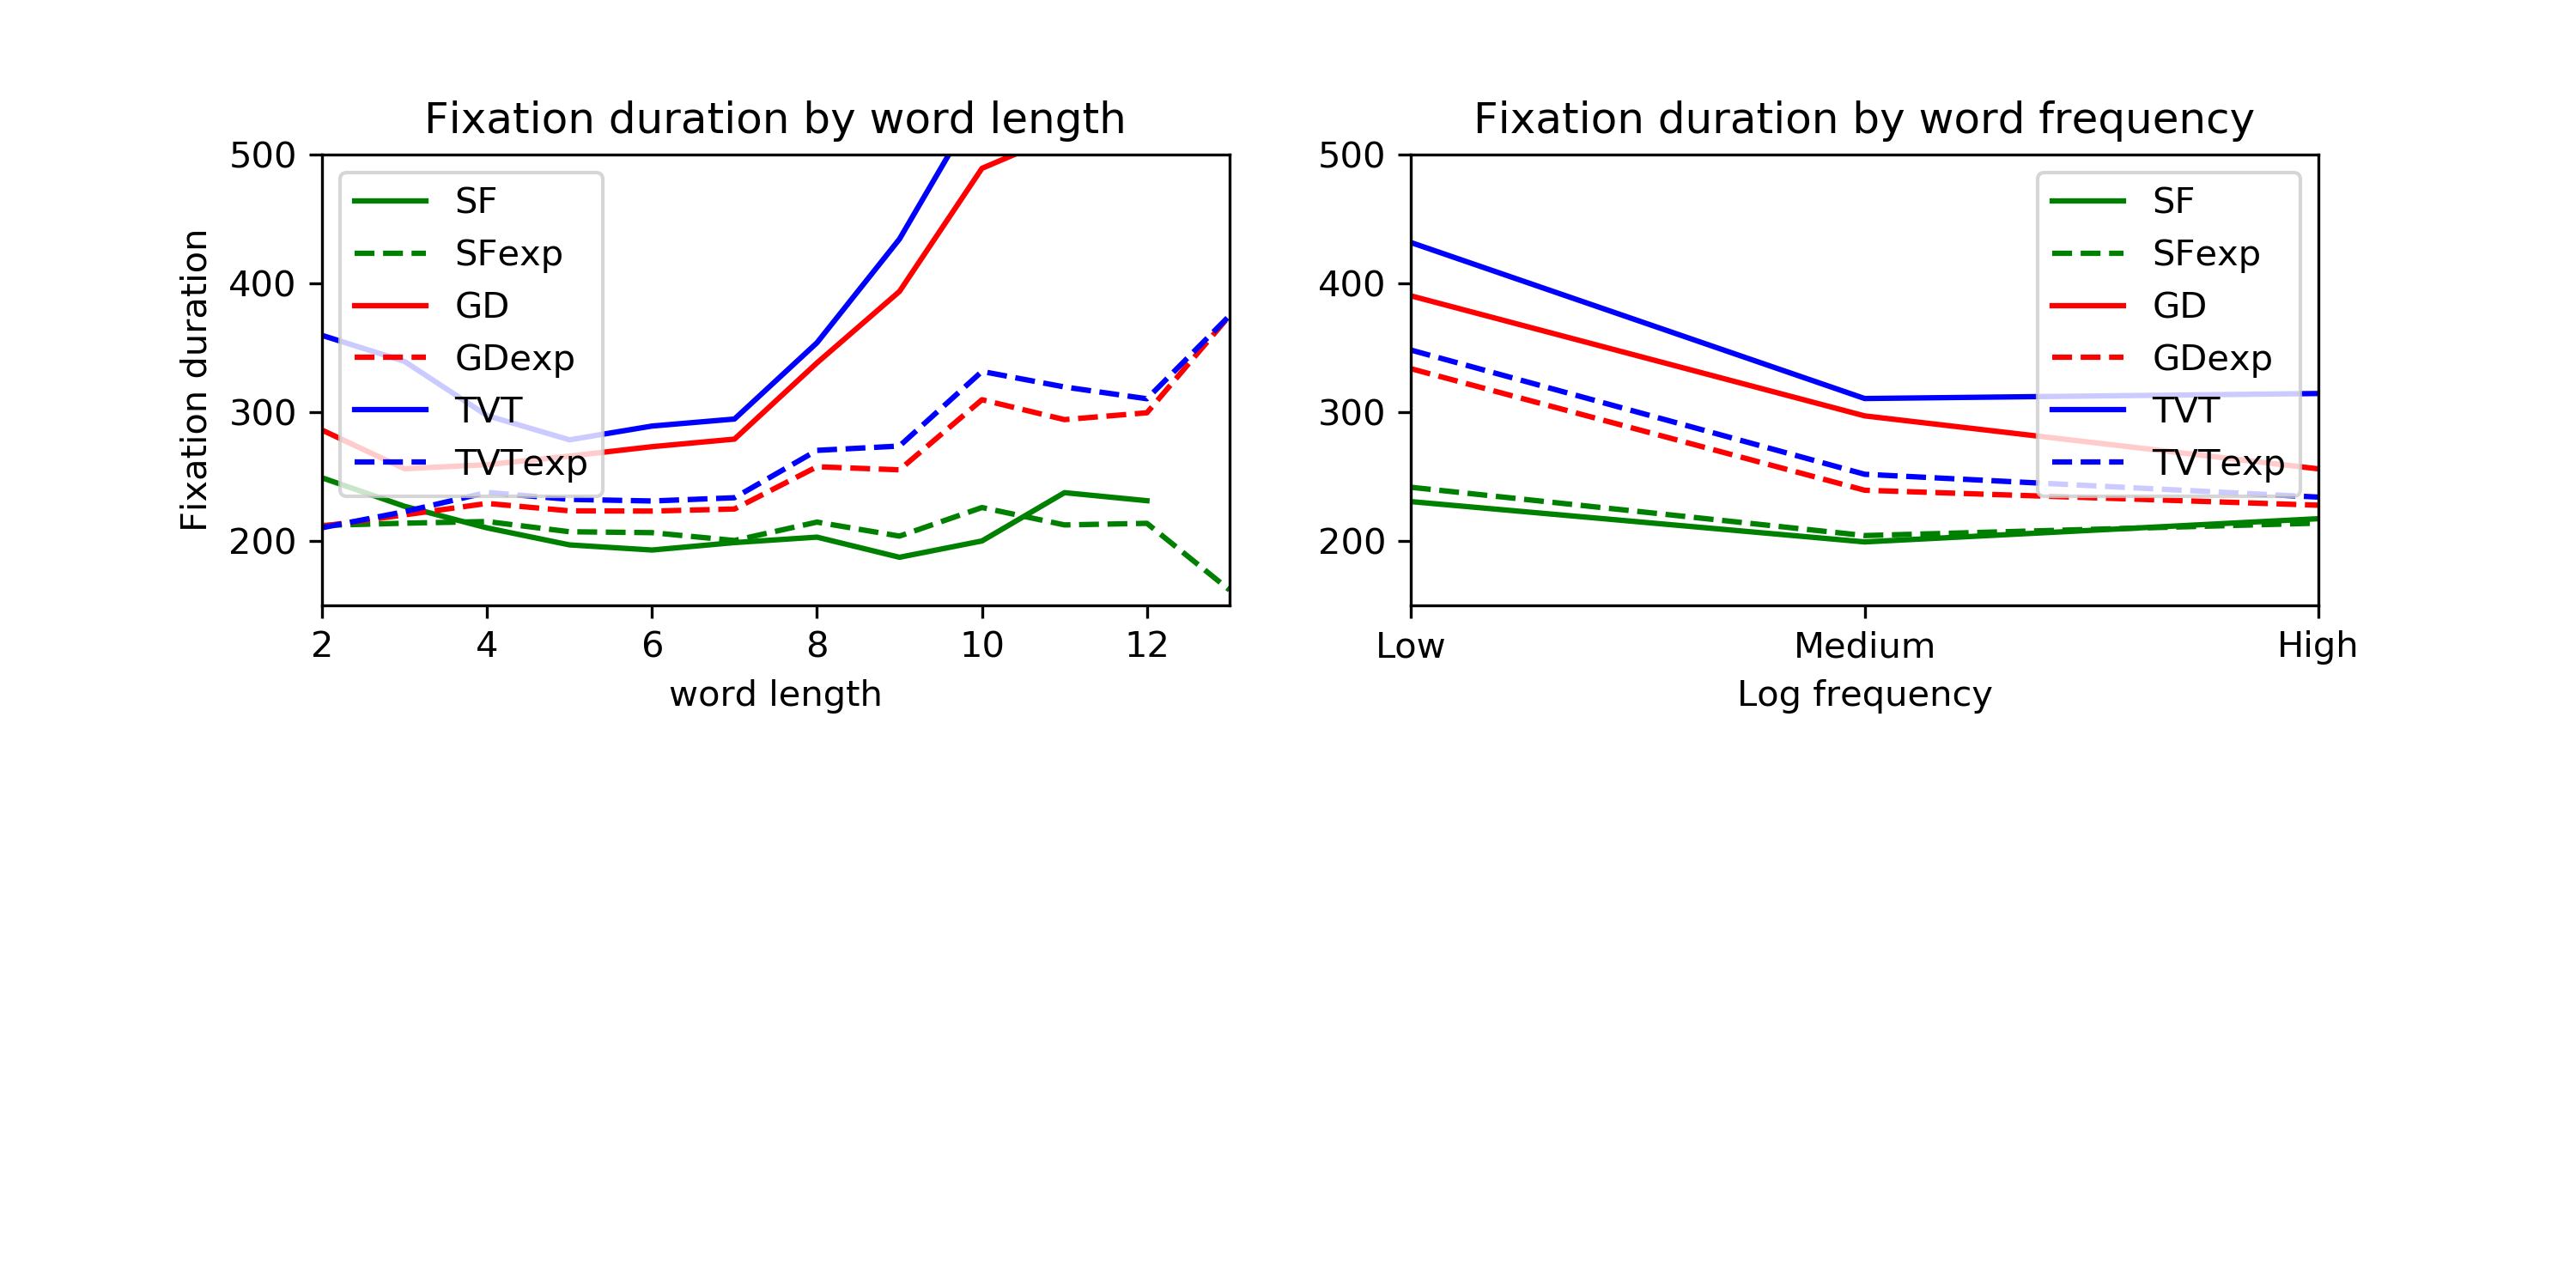 Fixation duration by word length
500
400
300
200
Fixation duration
SF
SFexp
GD
GDexp
TVT
TVTexp
2 4 6 8 10 12
word length
Fixation duration by word frequency
500
400
300
200
SF
SFexp
GD
GDexp
TVT
TVTexp
Low Medium High
Log frequency